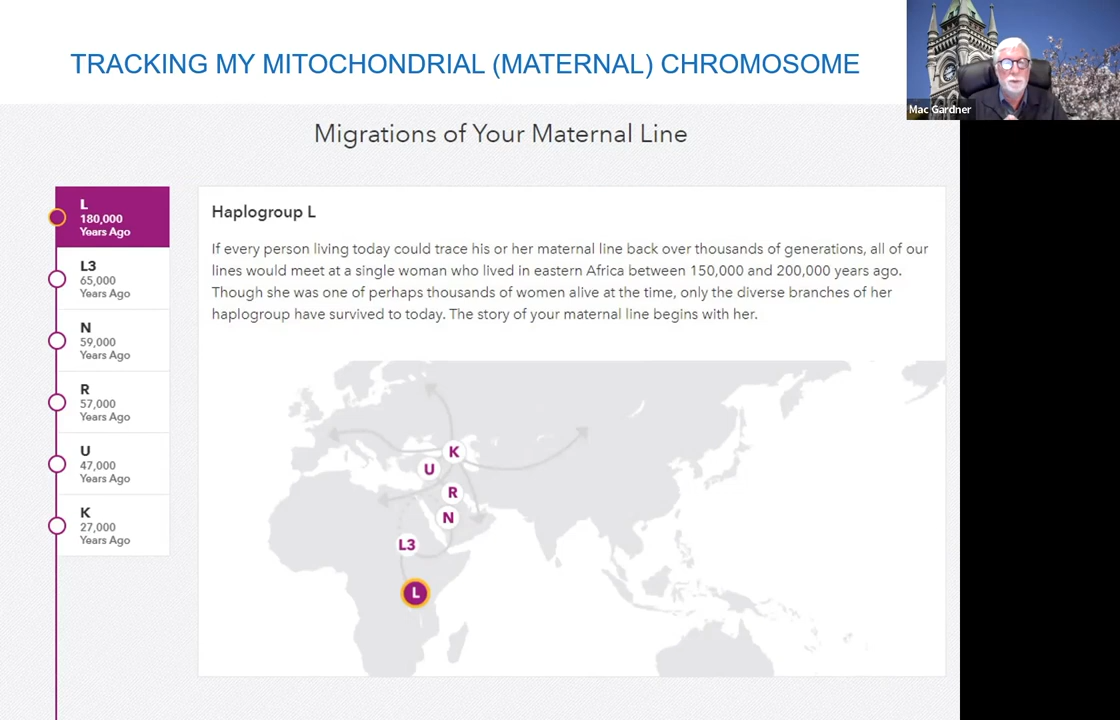 TRACKING MY MITOCHONDRIAL (MATERNAL) CHROMOSOME
Mac Gardner
Migrations of Your Maternal Line
L
180,000
Years Ago
L3
65,000
Years Ago
N
59,000
Years Ago
R
57,000
Years Ago
U
47,000
Years Ago
K
27,000
Years Ago
Haplogroup L
If every person living today could trace his or her maternal line back over thousands of generations, all of our
lines would meet at a single woman who lived in eastern Africa between 150,000 and 200,000 years ago.
Though she was one of perhaps thousands of women alive at the time, only the diverse branches of her
haplogroup have survived to today. The story of your maternal line begins with her.
K
U
R
N
L3
L